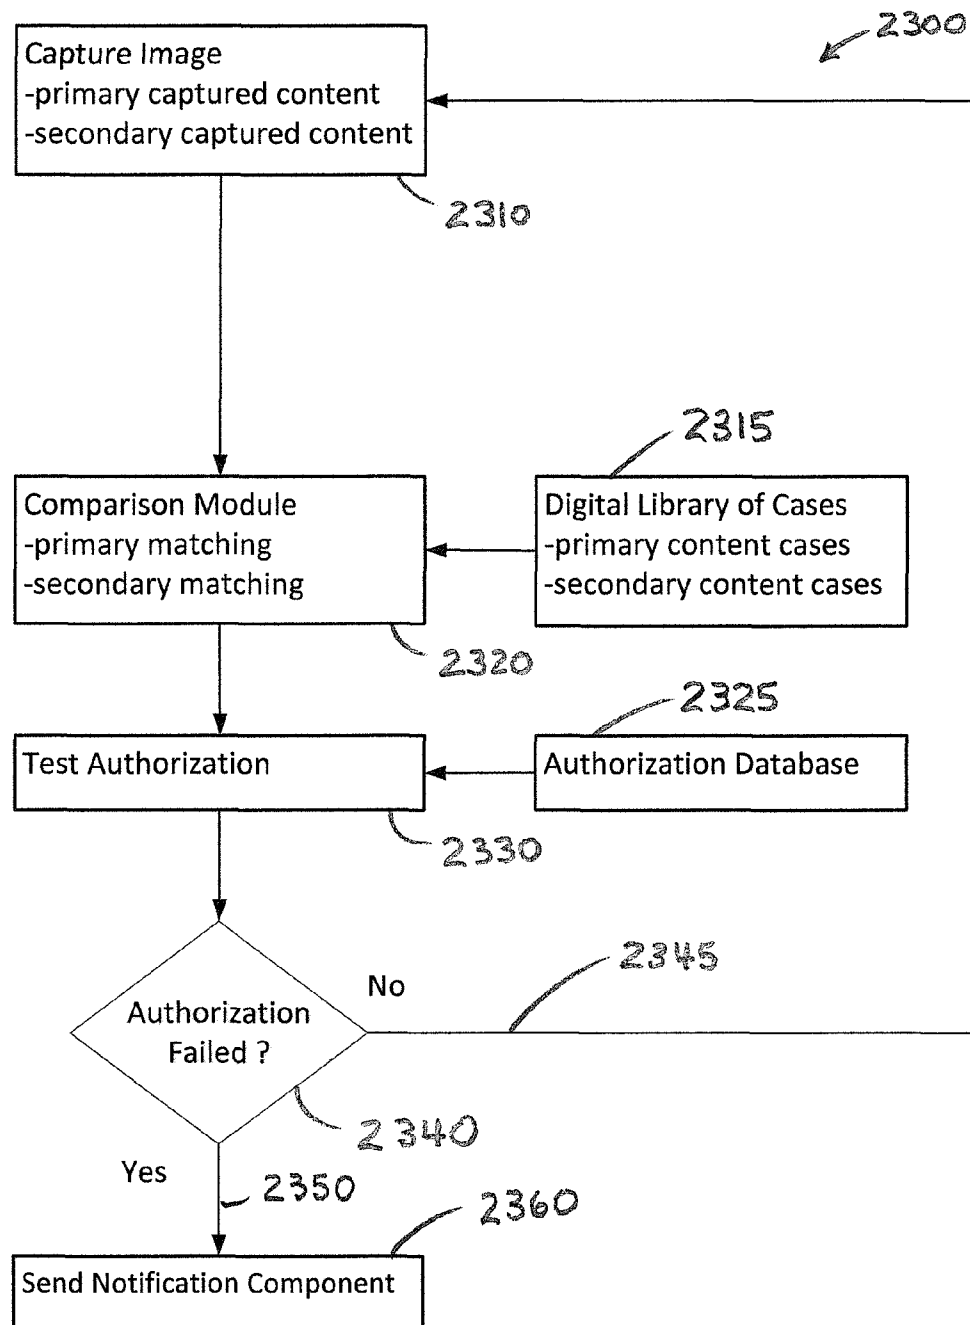 2300
Capture Image
-primary captured content
-secondary captured content
2310
2315
Comparison Module
-primary matching
-secondary matching
Digital Library of Cases
-primary content cases
-secondary content cases
2320
2325
Test Authorization
Authorization Database
2330
No
2345
Authorization
Failed ?
2340
Yes
2350
2360
Send Notification Component